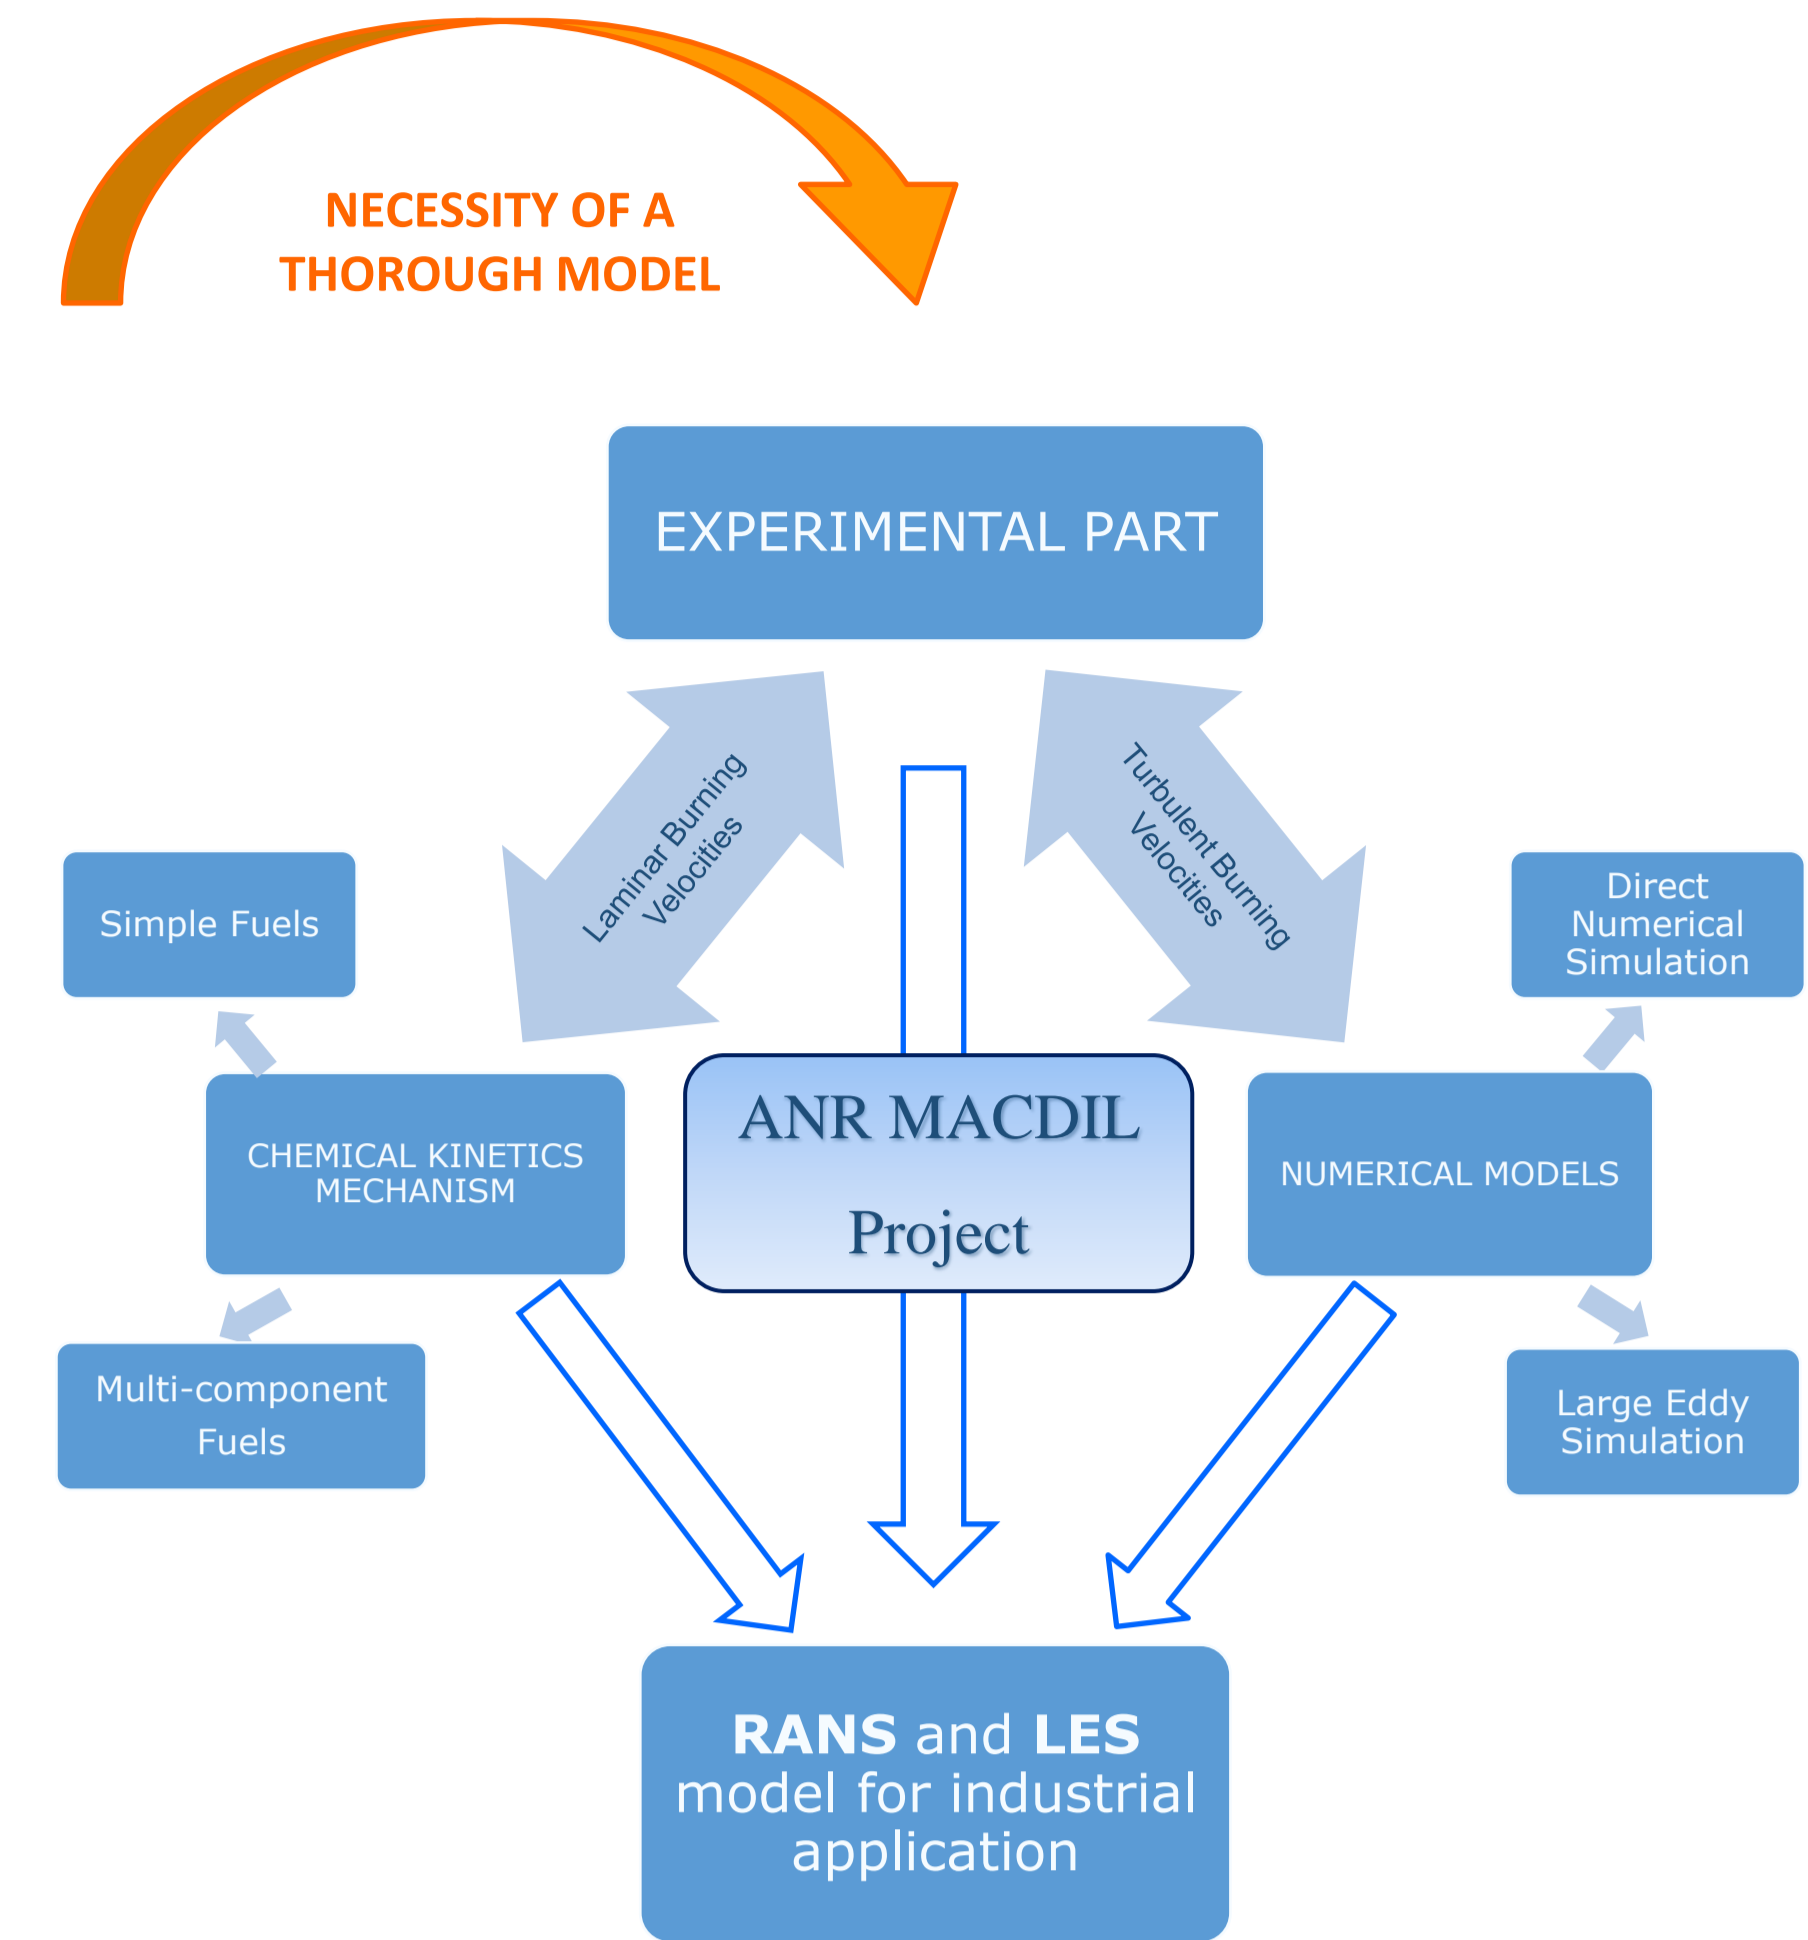 NECESSITY OF A
THOROUGH MODEL
EXPERIMENTAL PART
Laminar Burning
Velocities
Turbulent Burning
Velocities
Simple Fuels
Direct
Numerical
Simulation
CHEMICAL KINETICS
MECHANISM
ANR MACDIL
Project
NUMERICAL MODELS
Multi-component
Fuels
Large Eddy
Simulation
RANS and LES
model for industrial
application